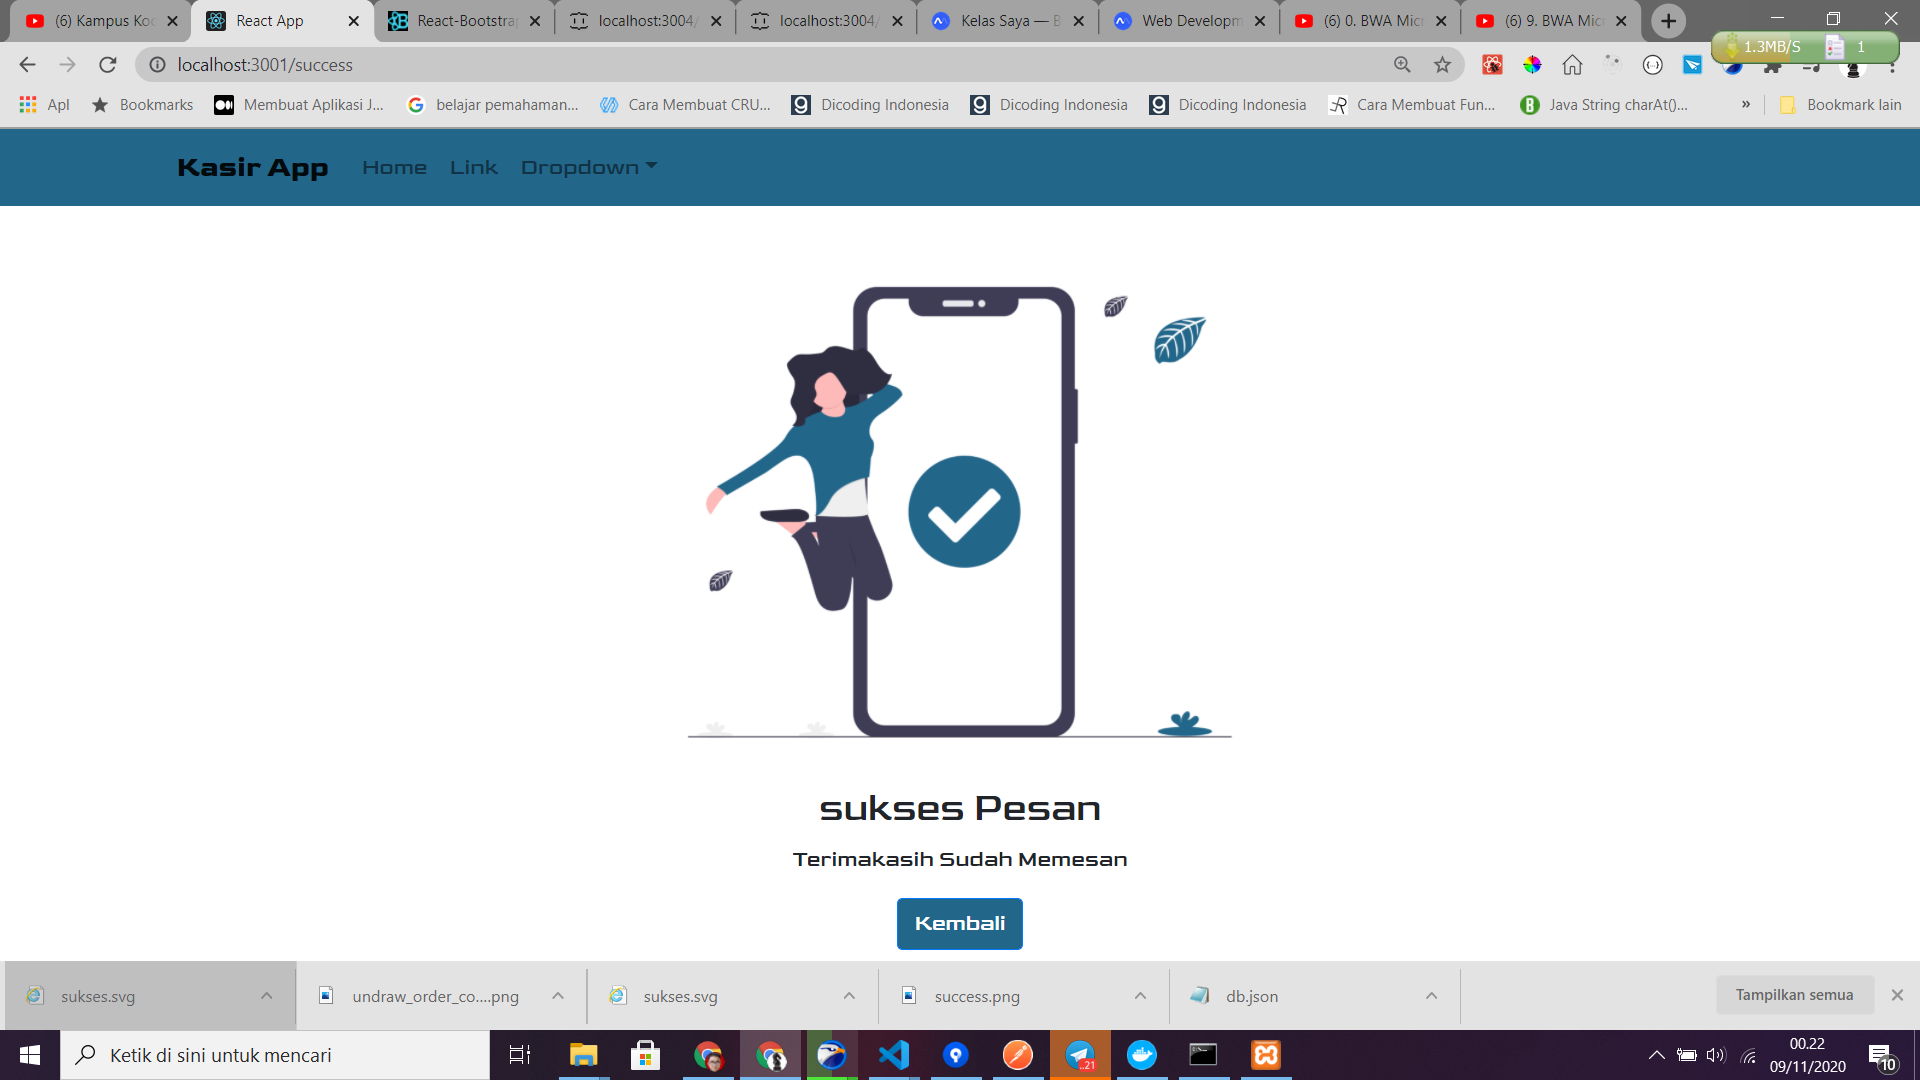 (6) Kampus Ko
React App
React-Bootstra
localhost:3004/
localhost:3004/
Kelas Saya — B
Web Developm
(6) 0. BWA Mic
(6) 9. BWA Mic
1.3MB/S 1
localhost:3001/success
Apl
Bookmarks
Membuat Aplikasi J...
belajar pemahaman...
Cara Membuat CRU...
Dicoding Indonesia
Dicoding Indonesia
Dicoding Indonesia
Cara Membuat Fun...
Java String charAt()...
»
Bookmark lain
Kasir App
Home
Link
Dropdown
sukses Pesan
Terimakasih Sudah Memesan
Kembali
sukses.svg
undraw_order_co....png
sukses.svg
success.png
db.json
Tampilkan semua
Ketik di sini untuk mencari
..21
00.22
09/11/2020
10